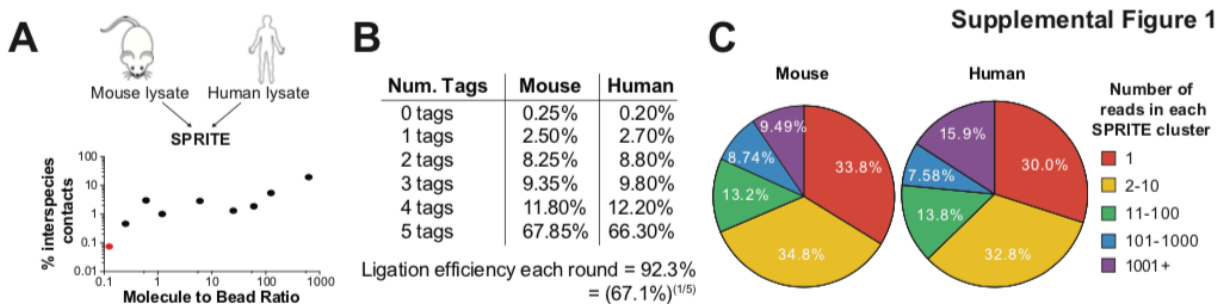 Supplemental Figure 1
A
Mouse lysate Human lysate
SPRITE
% interspecies
contacts
100
10
1
0.1
0.01
0.1 1 10 100 1000
Molecule to Bead Ratio
B
Num. Tags Mouse Human
0 tags 0.25% 0.20%
1 tags 2.50% 2.70%
2 tags 8.25% 8.80%
3 tags 9.35% 9.80%
4 tags 11.80% 12.20%
5 tags 67.85% 66.30%
Ligation efficiency each round = 92.3%
= (67.1%)(1/5)
C
Mouse
9.49%
33.8%
8.74%
13.2%
34.8%
Human
15.9%
30.0%
7.58%
13.8%
32.8%
Number of
reads in each
SPRITE cluster
1
2-10
11-100
101-1000
1001+